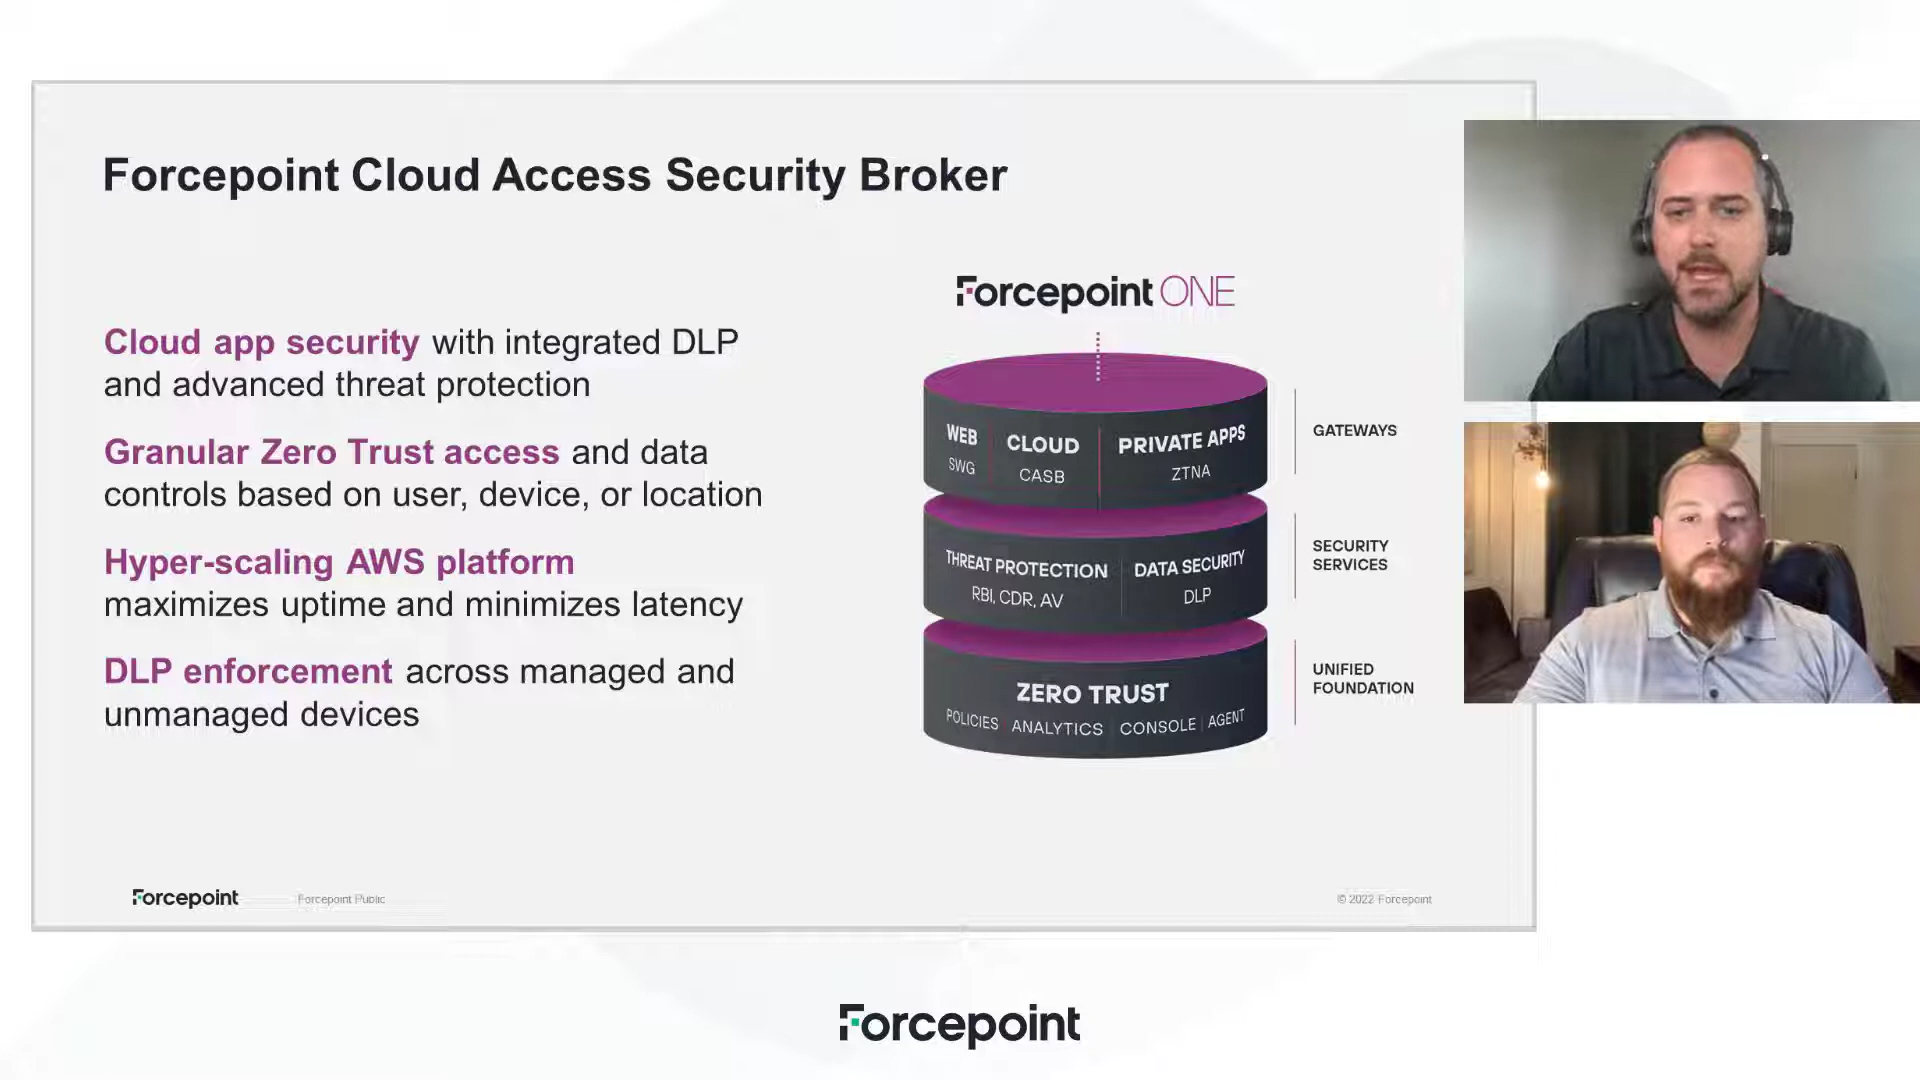 Forcepoint Cloud Access Security Broker
Cloud app security with integrated DLP
and advanced threat protection
Granular Zero Trust access and data
controls based on user, device, or location
Hyper-scaling AWS platform
maximizes uptime and minimizes latency
DLP enforcement across managed and
unmanaged devices
Forcepoint ONE
WEB CLOUD PRIVATE APPS
SWG CASB ZTNA
GATEWAYS
THREAT PROTECTION DATA SECURITY
RBI, CDR, AV DLP
SECURITY
SERVICES
ZERO TRUST
POLICIES ANALYTICS CONSOLE AGENT
UNIFIED
FOUNDATION
Forcepoint Forcepoint Public © 2022 Forcepoint
Forcepoint